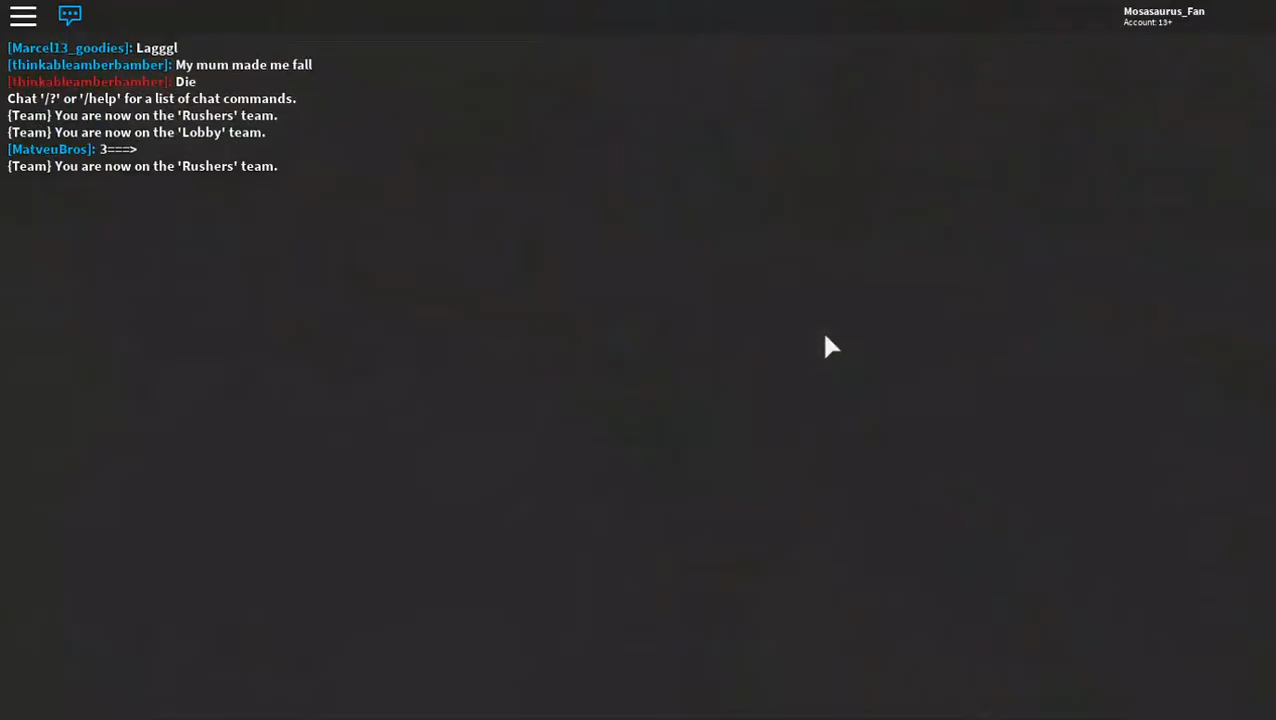 Mosasaurus_Fan
Account: 13+
[Marcel13_goodies]: Lagggl
[thinkableamberbamber]: My mum made me fall
[thinkableamberbamber]: Die
Chat '/?' or '/help' for a list of chat commands.
{Team} You are now on the 'Rushers' team.
{Team} You are now on the 'Lobby' team.
[MatveuBros]: 3===>
{Team} You are now on the 'Rushers' team.